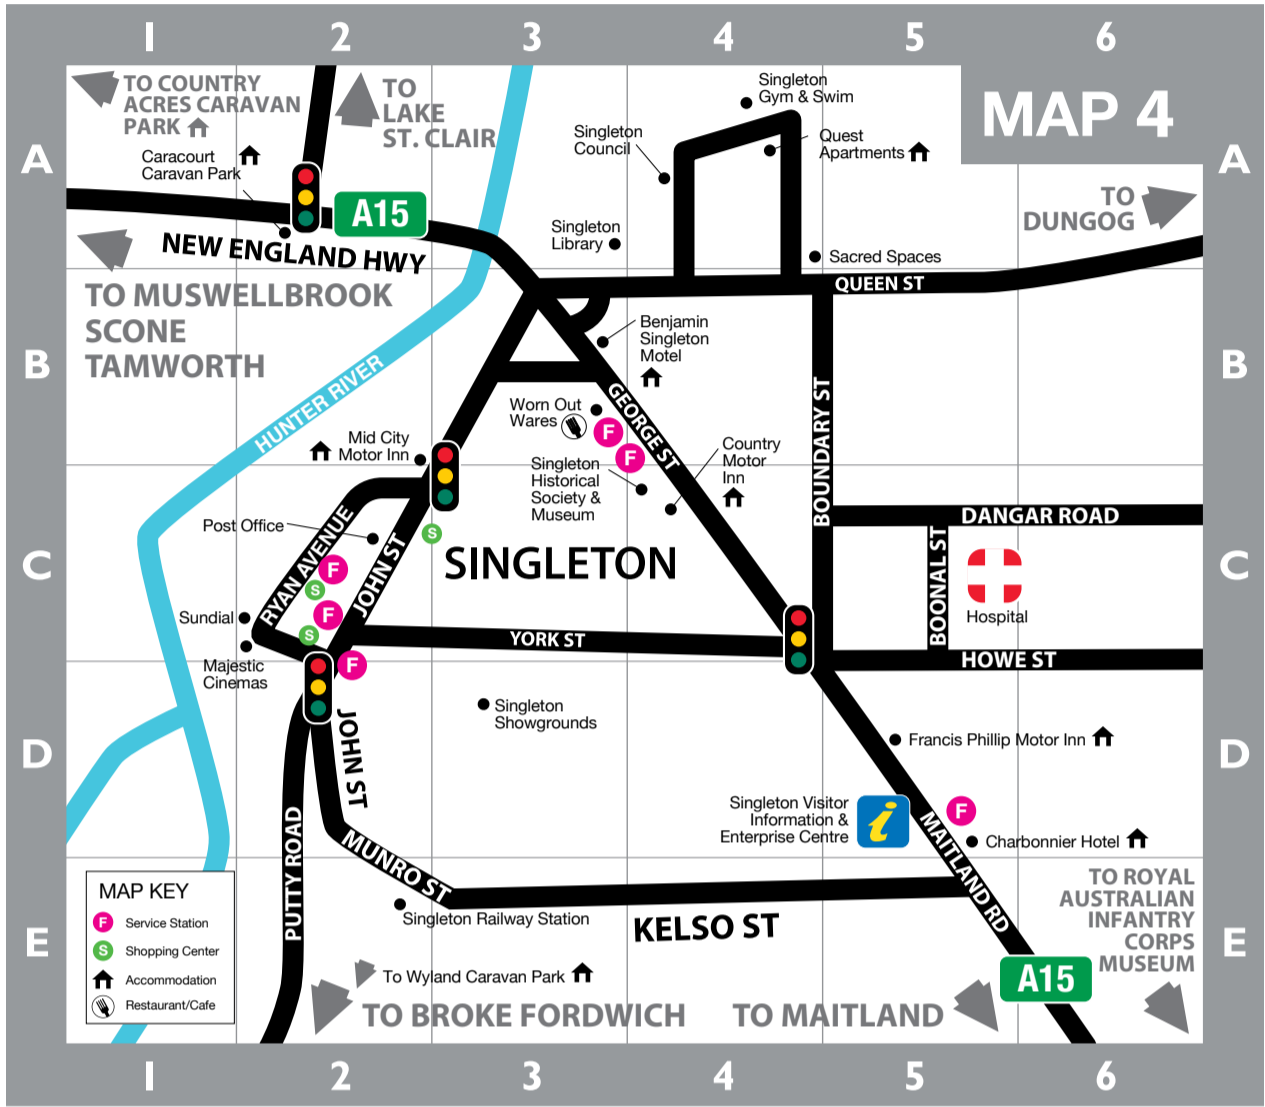 1 2 3 4 5 6
MAP 4
TO COUNTRY
ACRES CARAVAN
PARK
TO
LAKE
ST. CLAIR
Singleton
Gym & Swim
Singleton
Council
Quest
Apartments
Caracourt
Caravan Park
A
A
A15
TO
DUNGOG
Singleton
Library
Sacred Spaces
NEW ENGLAND HWY
QUEEN ST
TO MUSWELLBROOK
SCONE
TAMWORTH
Benjamin
Singleton
Motel
B
B
HUNTER RIVER
GEORGE ST
BOUNDARY ST
Worn Out
Wares
F
F
Mid City
Motor Inn
Country
Motor
Inn
Singleton
Historical
Society &
Museum
Post Office
S
RYAN AVENUE
JOHN ST
SINGLETON
DANGAR ROAD
BOONAL ST
C
C
F
S
F
S
Hospital
Sundial
YORK ST
HOWE ST
Majestic
Cinemas
F
Singleton
Showgrounds
JOHN ST
D
D
Francis Phillip Motor Inn
Singleton Visitor
Information &
Enterprise Centre
i
F
Charbonnier Hotel
MAITLAND RD
PUTTY ROAD
MUNRO ST
MAP KEY
F Service Station
S Shopping Center
Accommodation
Restaurant/Cafe
E
E
Singleton Railway Station
KELSO ST
TO ROYAL
AUSTRALIAN
INFANTRY
CORPS
MUSEUM
A15
To Wyland Caravan Park
TO BROKE FORDWICH
TO MAITLAND
1 2 3 4 5 6